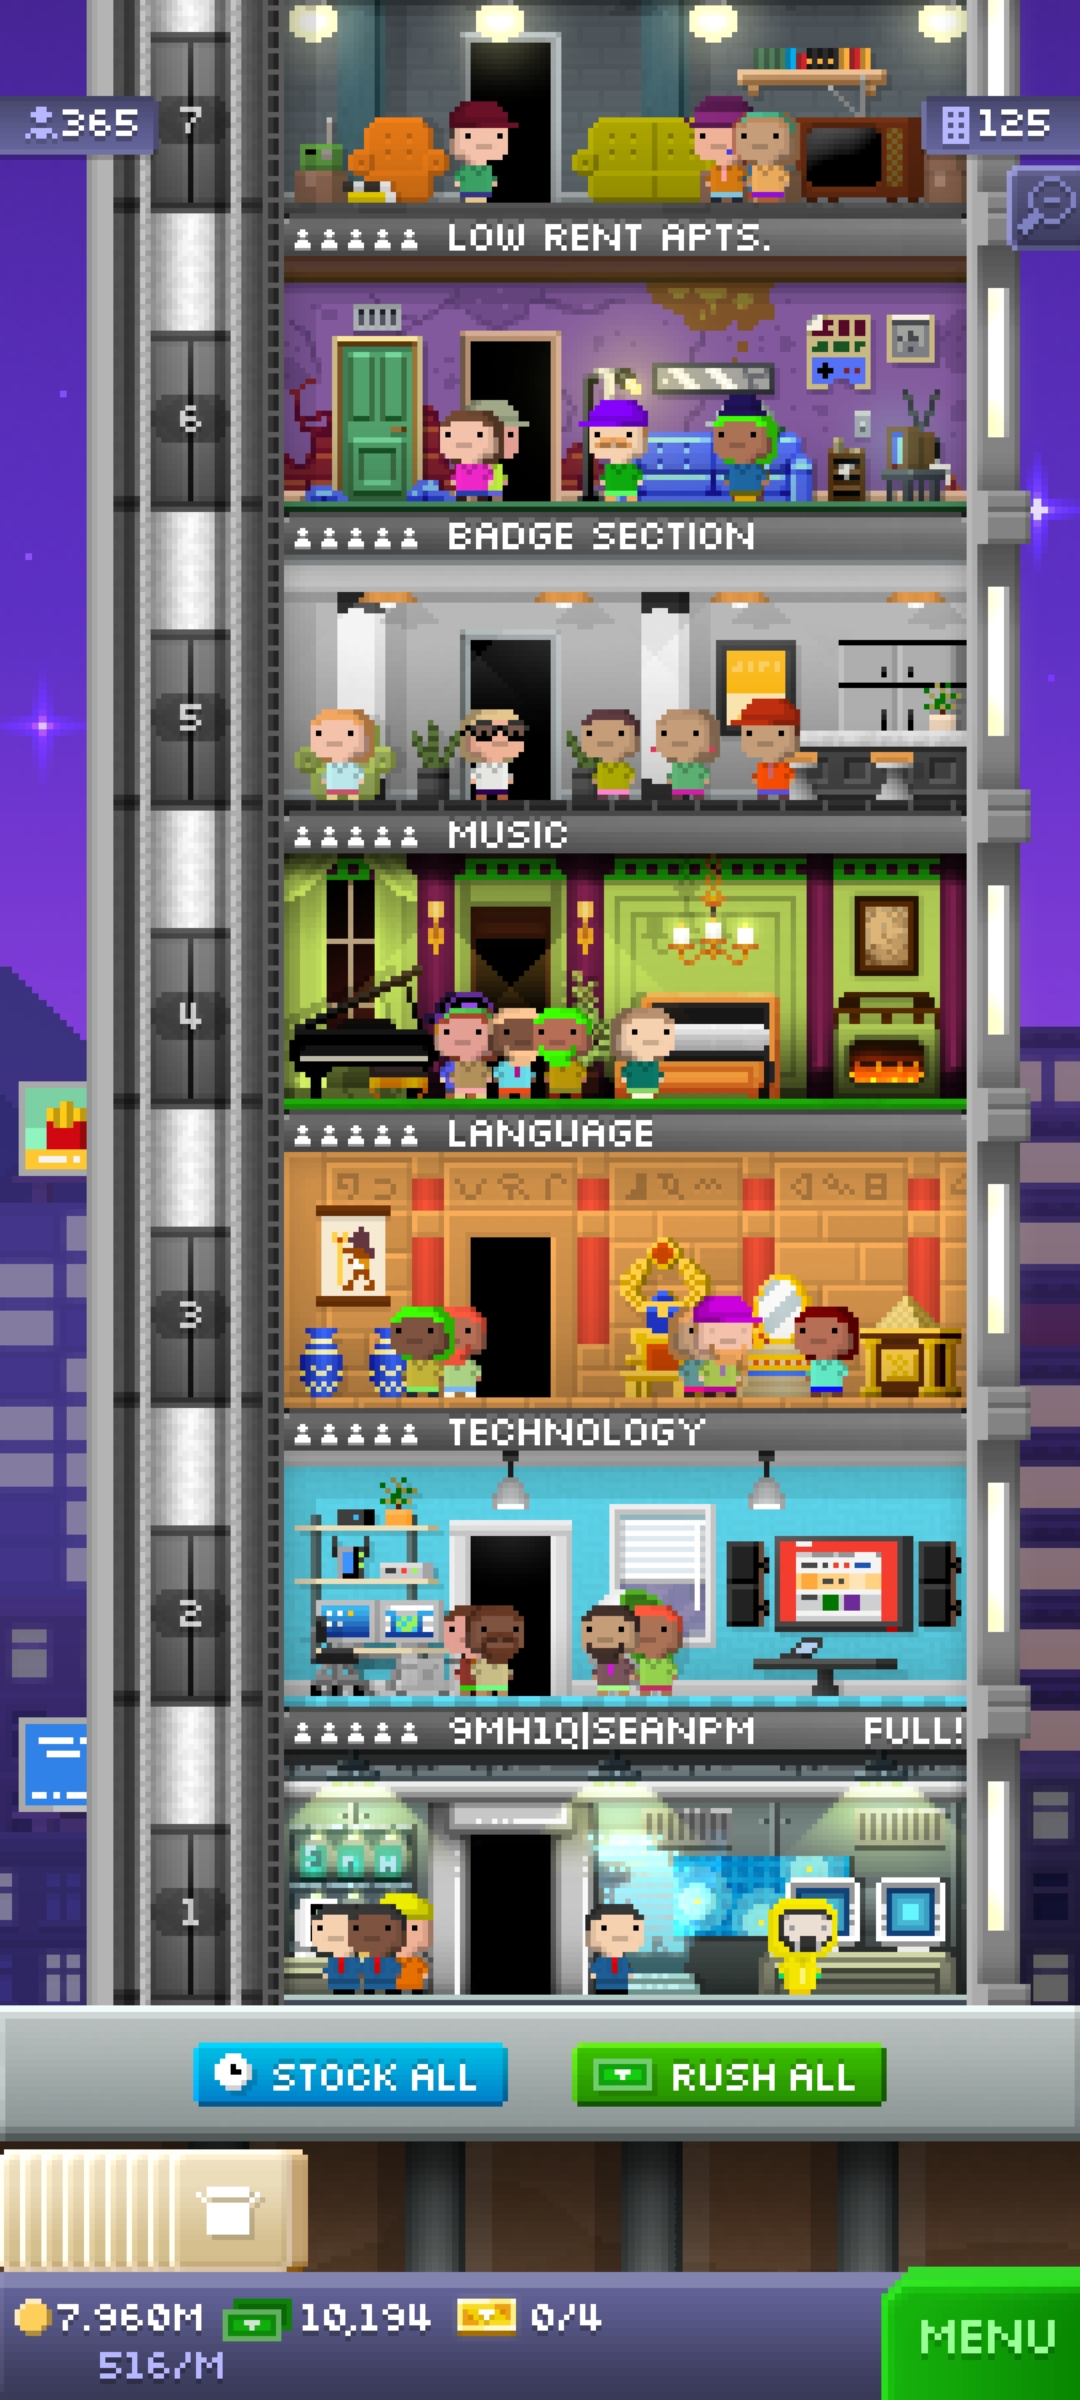 365
7
125
LOW RENT APTS.
6
BADGE SECTION
5
MUSIC
4
LANGUAGE
3
TECHNOLOGY
2
9MH1Q|SEANPM FULL!
1
STOCK ALL
RUSH ALL
7.960M 10,194 0/4
516/M
MENU